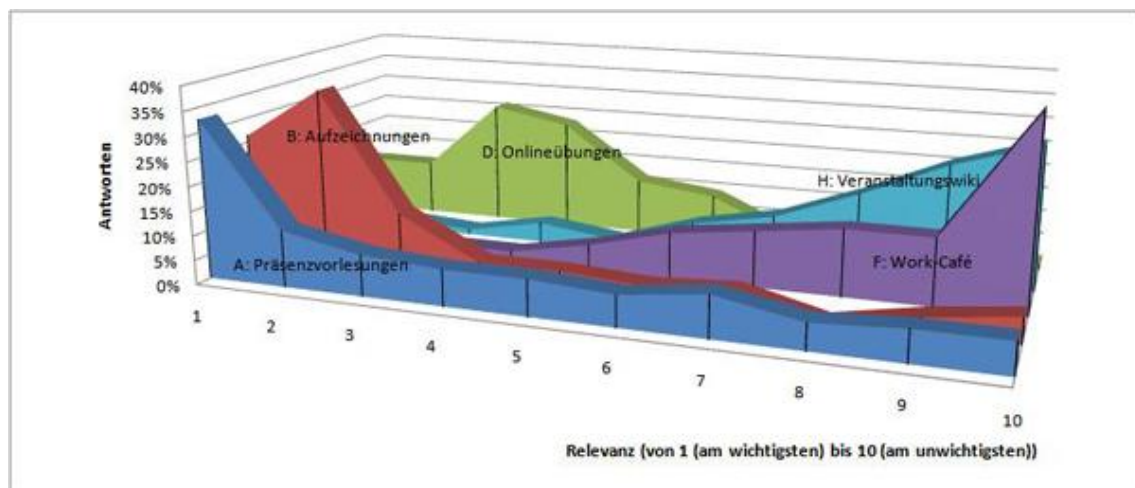 40%
35%
30%
25%
20%
15%
10%
5%
0%
Antworten
B: Aufzeichnungen
D: Onlineübungen
H: Veranstaltungswiki
A: Präsenzvorlesungen
F: Work-Café
1
2
3
4
5
6
7
8
9
10
Relevanz (von 1 (am wichtigsten) bis 10 (am unwichtigsten))